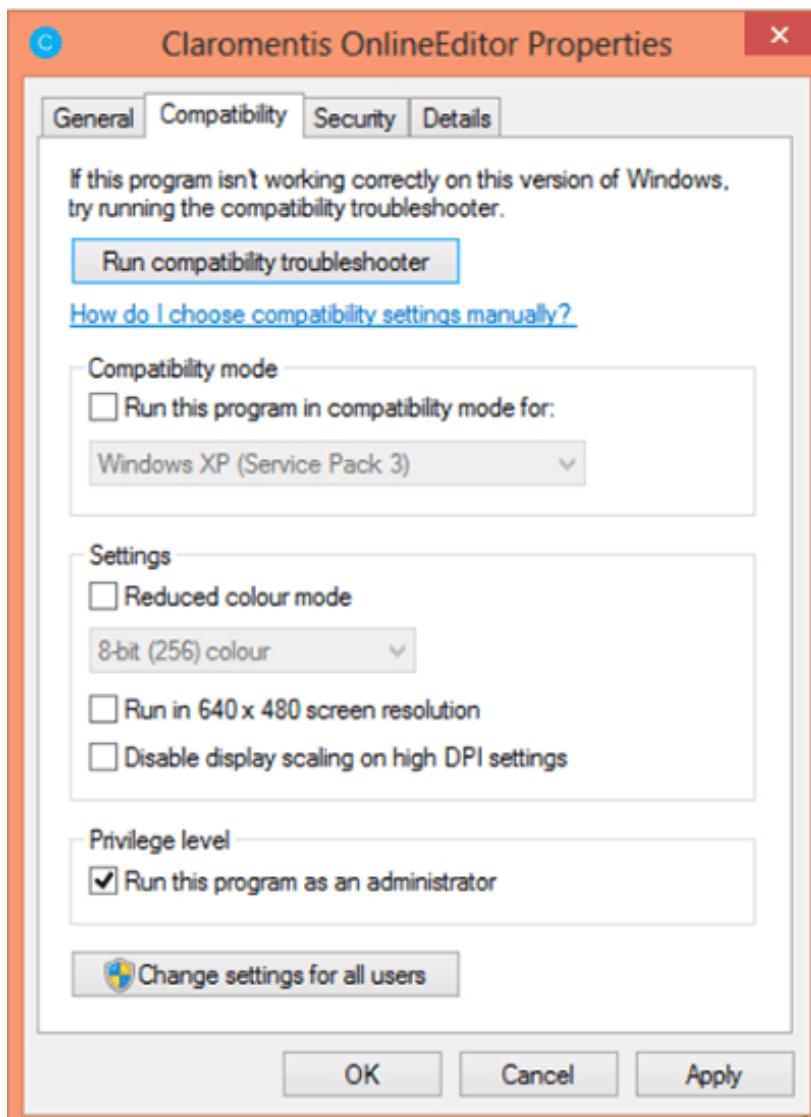 C
Claromentis OnlineEditor Properties
General
Compatibility
Security
Details
If this program isn't working correctly on this version of Windows,
try running the compatibility troubleshooter.
Run compatibility troubleshooter
How do I choose compatibility settings manually?
Compatibility mode
Run this program in compatibility mode for:
Windows XP (Service Pack 3)
Settings
Reduced colour mode
8-bit (256) colour
Run in 640 x 480 screen resolution
Disable display scaling on high DPI settings
Privilege level
Run this program as an administrator
Change settings for all users
OK
Cancel
Apply